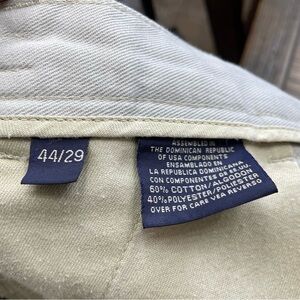 44/29
ASSEMBLED IN
THE DOMINICAN REPUBLIC
OF USA COMPONENTS
ENSAMBLADO EN
LA REPUBLICA DOMINICANA
CON COMPONENTES DE EE.UU.
60% COTTON/ALGODON
40% POLYESTER/POLIESTER
OVER FOR CARE VEA REVERSO